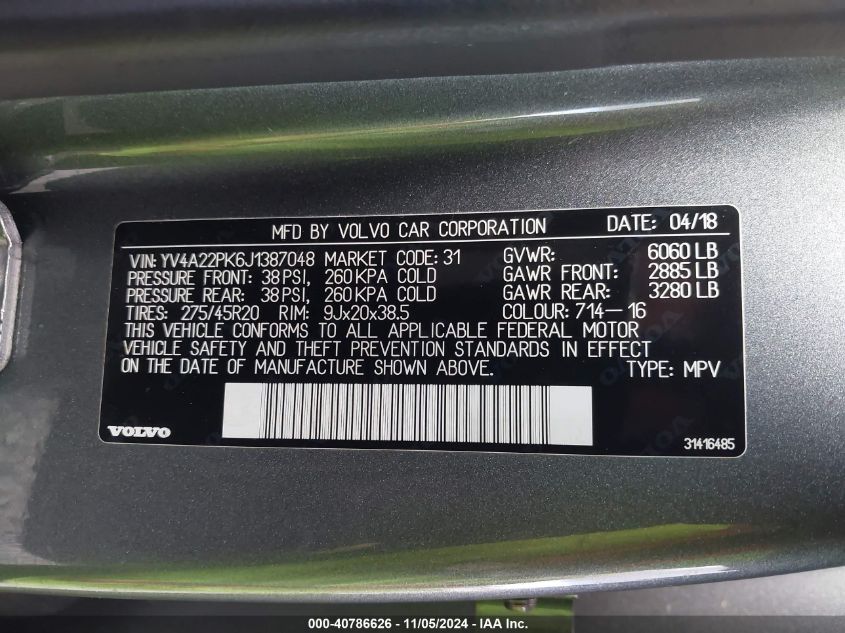 MFD BY VOLVO CAR CORPORATION DATE: 04/18
VIN: YV4A22PK6J1387048 MARKET CODE: 31 GVWR: 6060 LB
PRESSURE FRONT: 38 PSI, 260 KPA COLD GAWR FRONT: 2885 LB
PRESSURE REAR: 38 PSI, 260 KPA COLD GAWR REAR: 3280 LB
TIRES: 275/45R20 RIM: 9Jx20x38.5 COLOUR: 714-16
THIS VEHICLE CONFORMS TO ALL APPLICABLE FEDERAL MOTOR
VEHICLE SAFETY AND THEFT PREVENTION STANDARDS IN EFFECT
ON THE DATE OF MANUFACTURE SHOWN ABOVE. TYPE: MPV
VOLVO 31416485
000-40786626 - 11/05/2024 - IAA Inc.